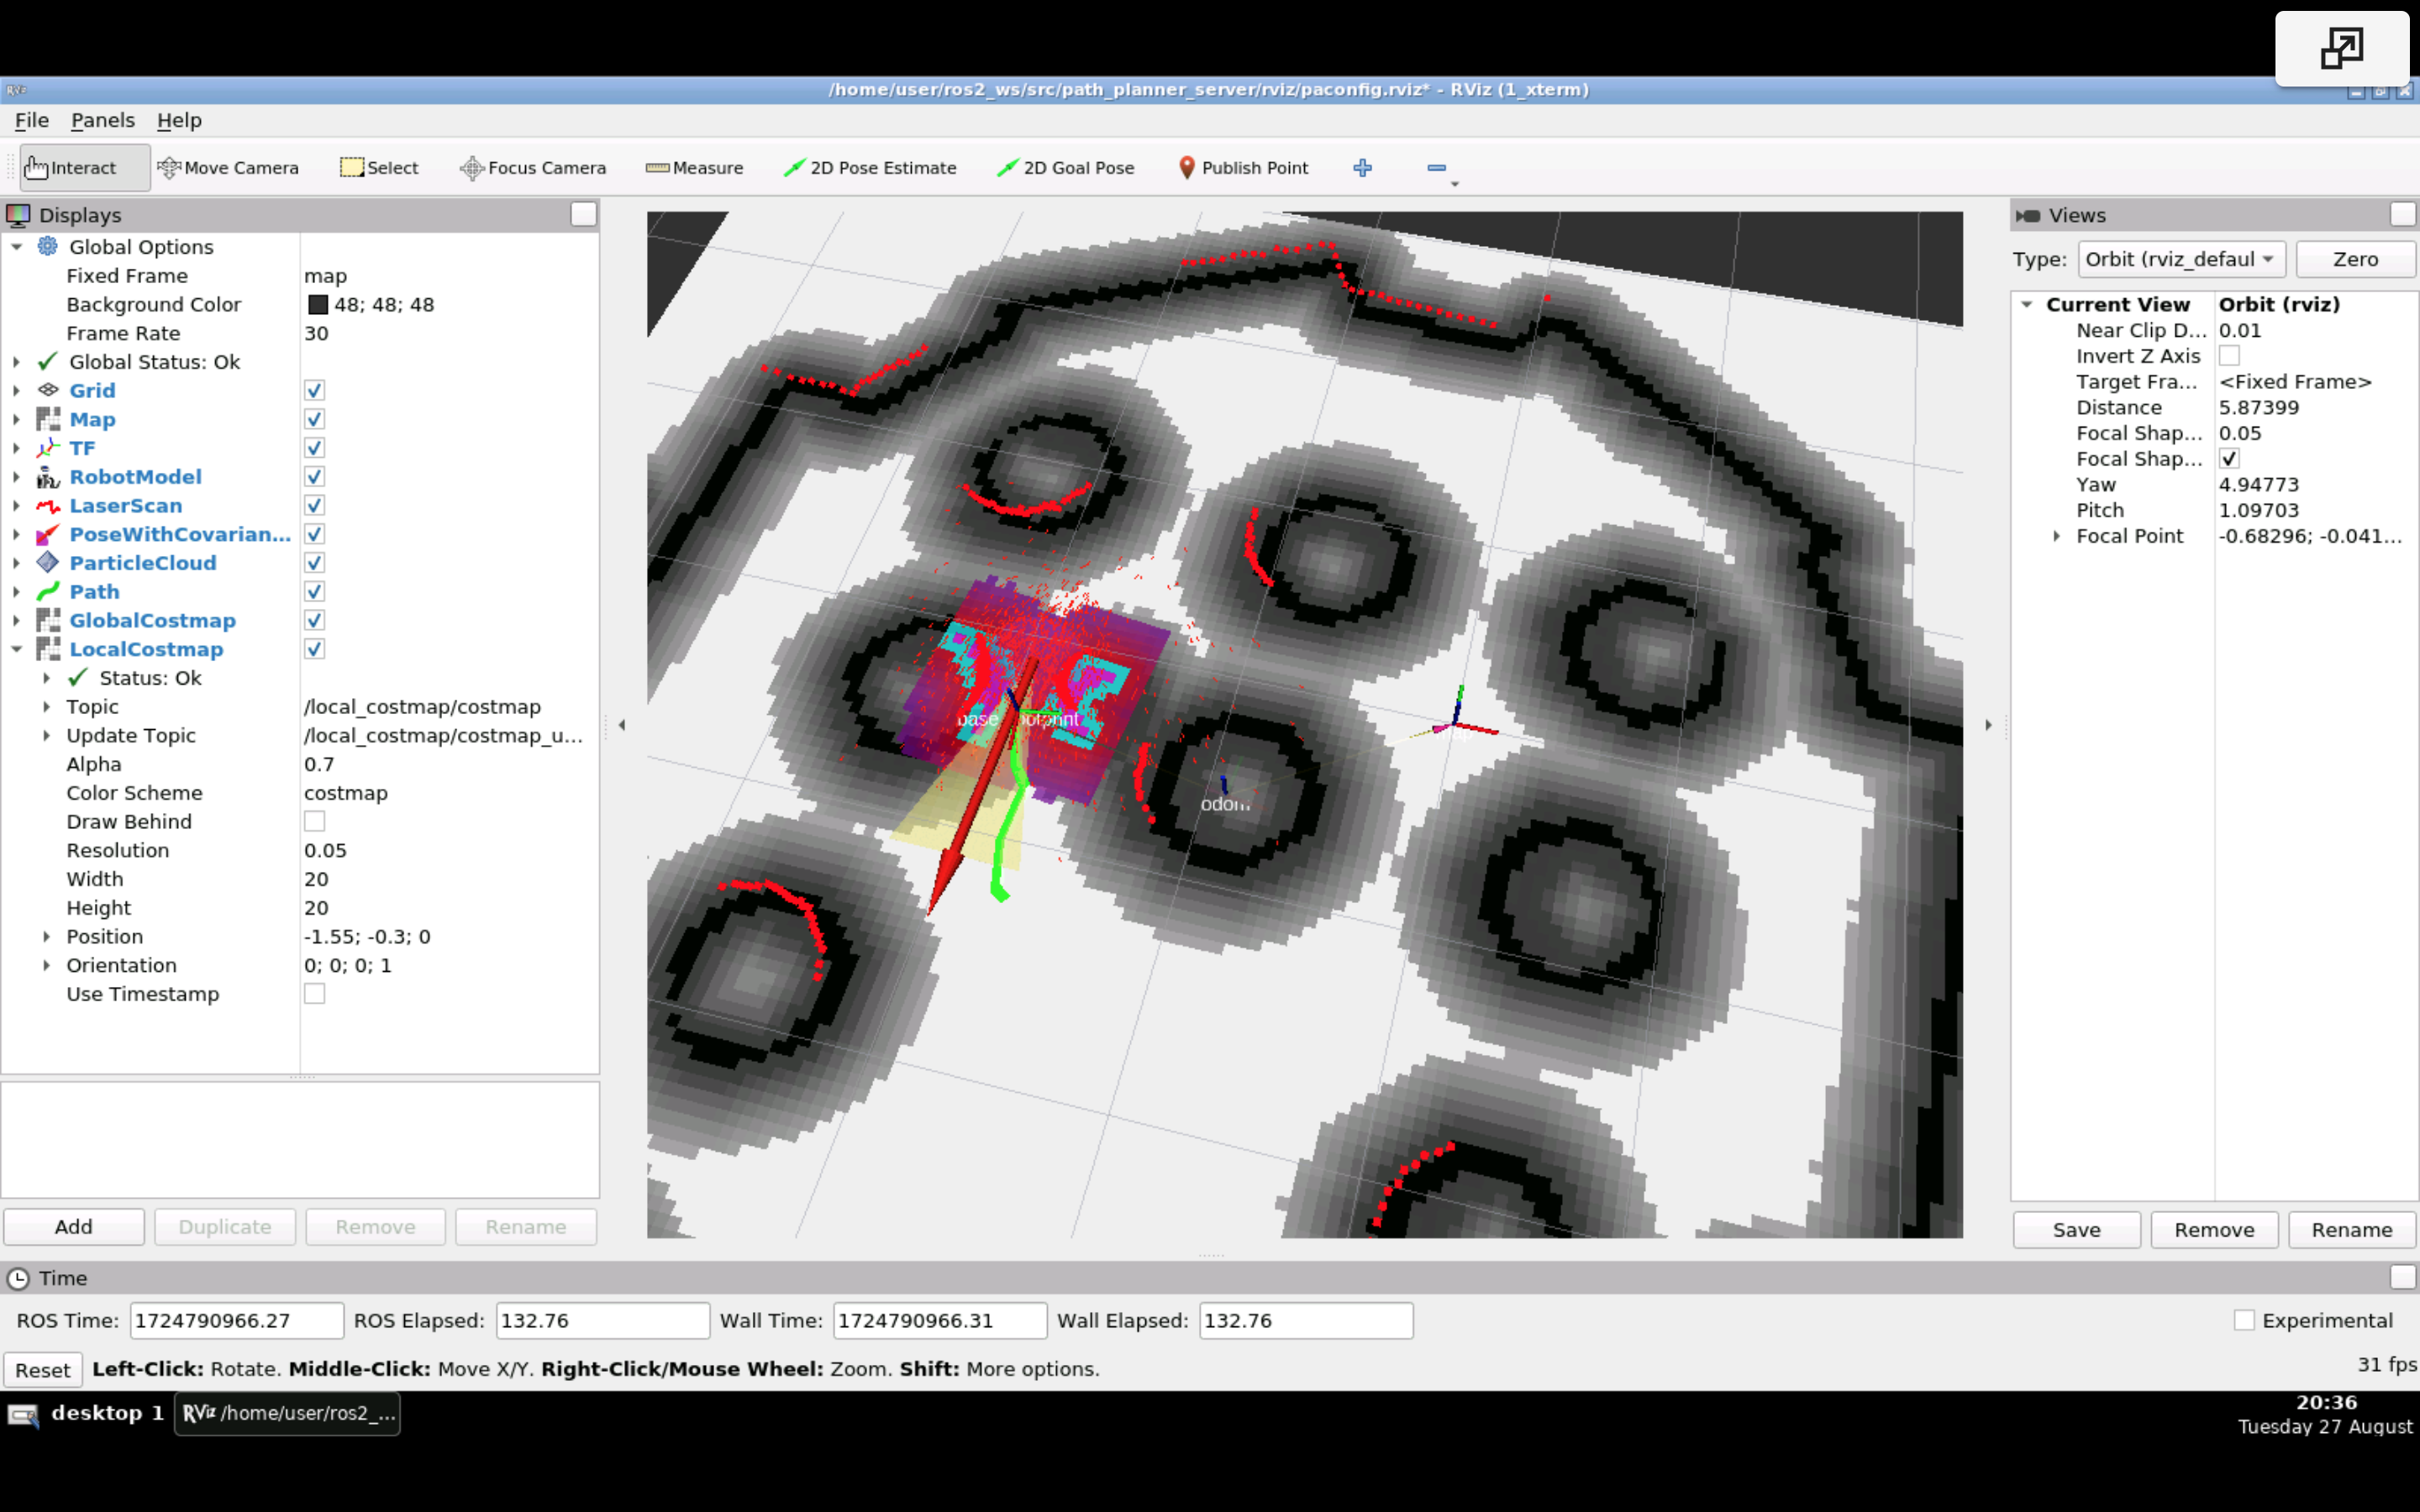 /home/user/ros2_ws/src/path_planner_server/rviz/paconfig.rviz* - RViz (1_xterm)
File Panels Help
Interact Move Camera Select Focus Camera Measure 2D Pose Estimate 2D Goal Pose Publish Point
Displays
Global Options
Fixed Frame map
Background Color 48; 48; 48
Frame Rate 30
Global Status: Ok
Grid
Map
TF
RobotModel
LaserScan
PoseWithCovarian...
ParticleCloud
Path
GlobalCostmap
LocalCostmap
Status: Ok
Topic /local_costmap/costmap
Update Topic /local_costmap/costmap_u...
Alpha 0.7
Color Scheme costmap
Draw Behind
Resolution 0.05
Width 20
Height 20
Position -1.55; -0.3; 0
Orientation 0; 0; 0; 1
Use Timestamp
Add Duplicate Remove Rename
odom
Views
Type: Orbit (rviz_defaul Zero
Current View Orbit (rviz)
Near Clip D... 0.01
Invert Z Axis
Target Fra... <Fixed Frame>
Distance 5.87399
Focal Shap... 0.05
Focal Shap...
Yaw 4.94773
Pitch 1.09703
Focal Point -0.68296; -0.041...
Save Remove Rename
Time
ROS Time: 1724790966.27 ROS Elapsed: 132.76 Wall Time: 1724790966.31 Wall Elapsed: 132.76 Experimental
Reset Left-Click: Rotate. Middle-Click: Move X/Y. Right-Click/Mouse Wheel: Zoom. Shift: More options. 31 fps
desktop 1 RViz /home/user/ros2_...
20:36
Tuesday 27 August